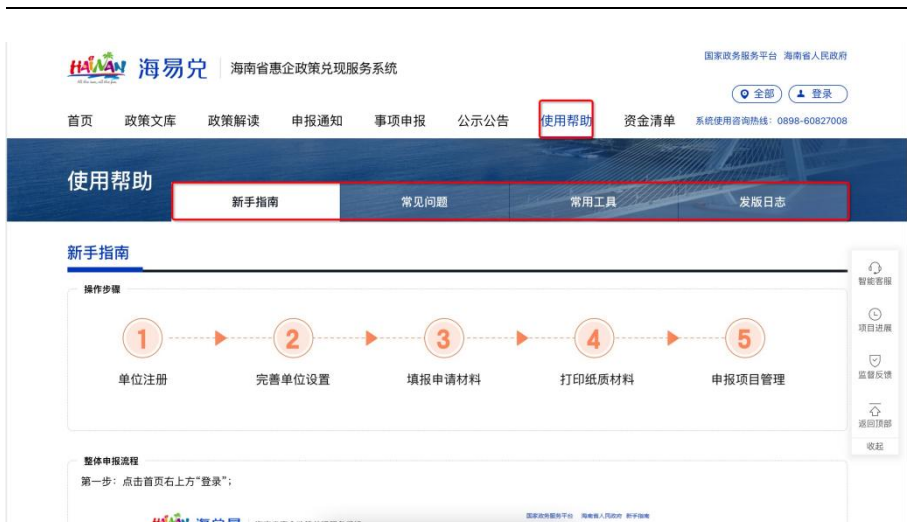 国家政务服务平台 海南省人民政府
HAINAN 海易兑 海南省惠企政策兑现服务系统
全部 登录
首页 政策文库 政策解读 申报通知 事项申报 公示公告 使用帮助 资金清单 系统使用咨询热线：0898-60827008
使用帮助
新手指南 常见问题 常用工具 发版日志
新手指南
操作步骤
1 2 3 4 5
单位注册 完善单位设置 填报申请材料 打印纸质材料 申报项目管理
智能客服
项目进展
监督反馈
返回顶部
收起
整体申报流程
第一步：点击首页右上方“登录”；
国家政务服务平台 海南省人民政府 新手指南